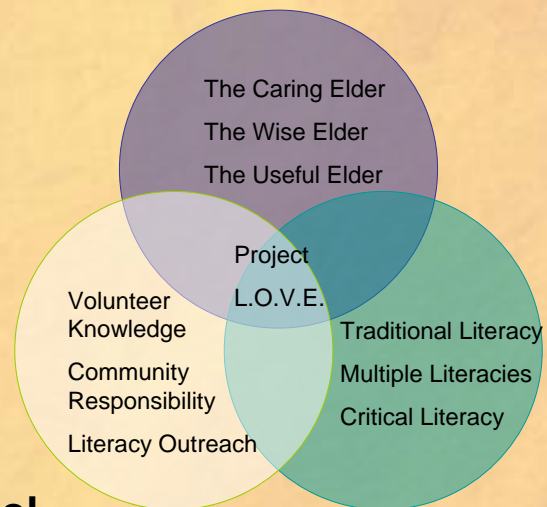 The Caring Elder
The Wise Elder
The Useful Elder
Project
L.O.V.E.
Volunteer
Knowledge
Community
Responsibility
Literacy Outreach
Traditional Literacy
Multiple Literacies
Critical Literacy